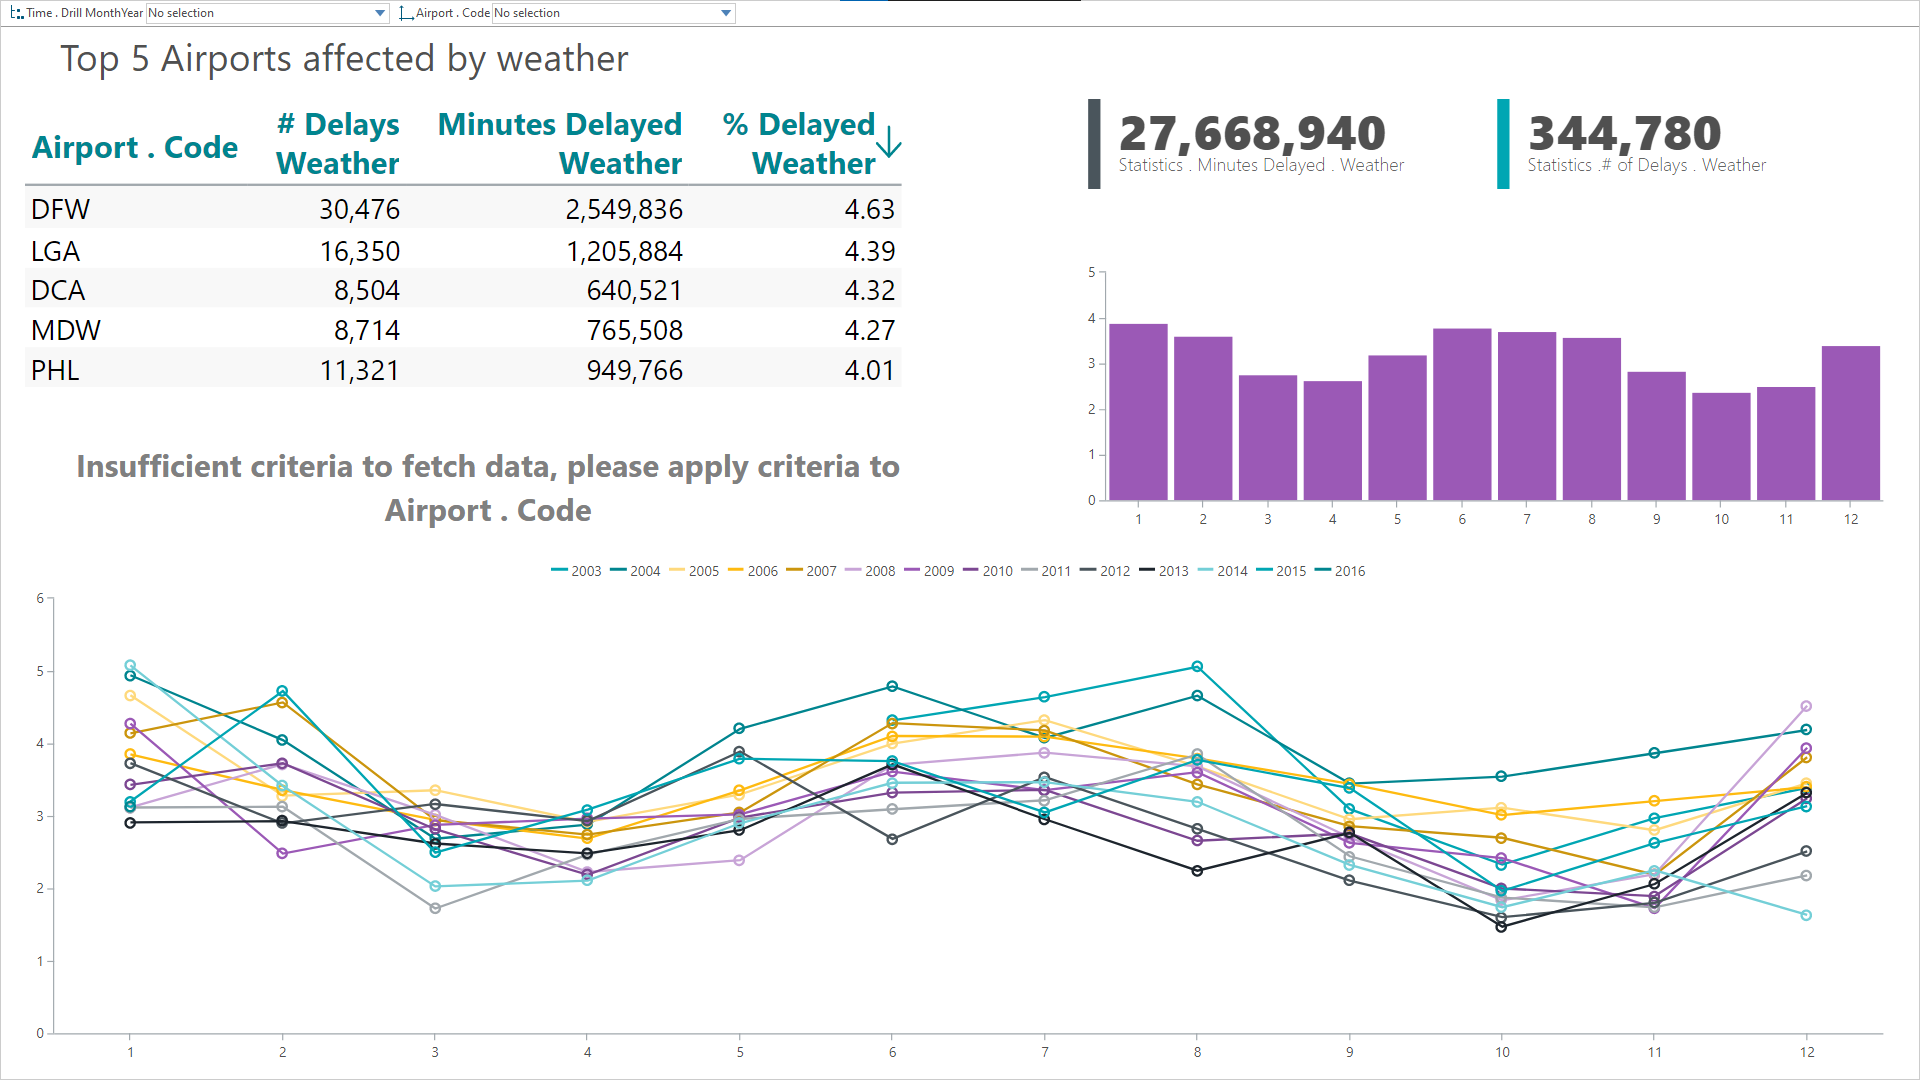 Time . Drill MonthYear No selection Airport . Code No selection
Top 5 Airports affected by weather
Airport . Code # Delays Weather Minutes Delayed Weather % Delayed Weather
DFW 30,476 2,549,836 4.63
LGA 16,350 1,205,884 4.39
DCA 8,504 640,521 4.32
MDW 8,714 765,508 4.27
PHL 11,321 949,766 4.01
27,668,940
Statistics . Minutes Delayed . Weather
344,780
Statistics .# of Delays . Weather
5
4
3
2
1
0
1 2 3 4 5 6 7 8 9 10 11 12
Insufficient criteria to fetch data, please apply criteria to
Airport . Code
2003 2004 2005 2006 2007 2008 2009 2010 2011 2012 2013 2014 2015 2016
6
5
4
3
2
1
0
1 2 3 4 5 6 7 8 9 10 11 12